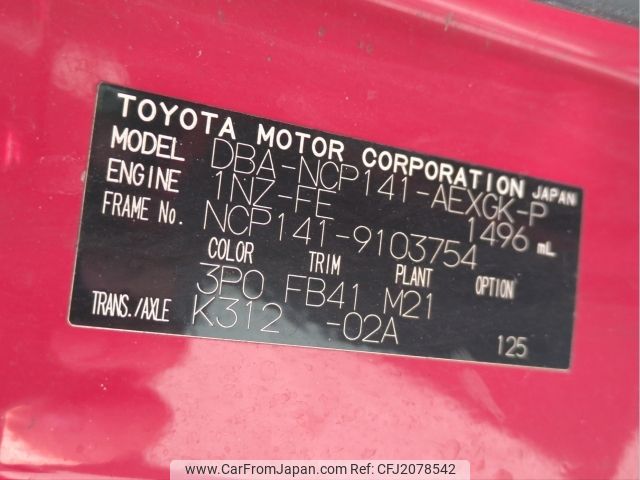 TOYOTA MOTOR CORPORATION JAPAN
MODEL DBA-NCP141-AEXGK-P
ENGINE 1NZ-FE 1496 mL
FRAME No. NCP141-9103754
COLOR TRIM PLANT OPTION
3P0 FB41 M21
TRANS./AXLE K312 -02A 125
www.CarFromJapan.com REF: CFJ2078542